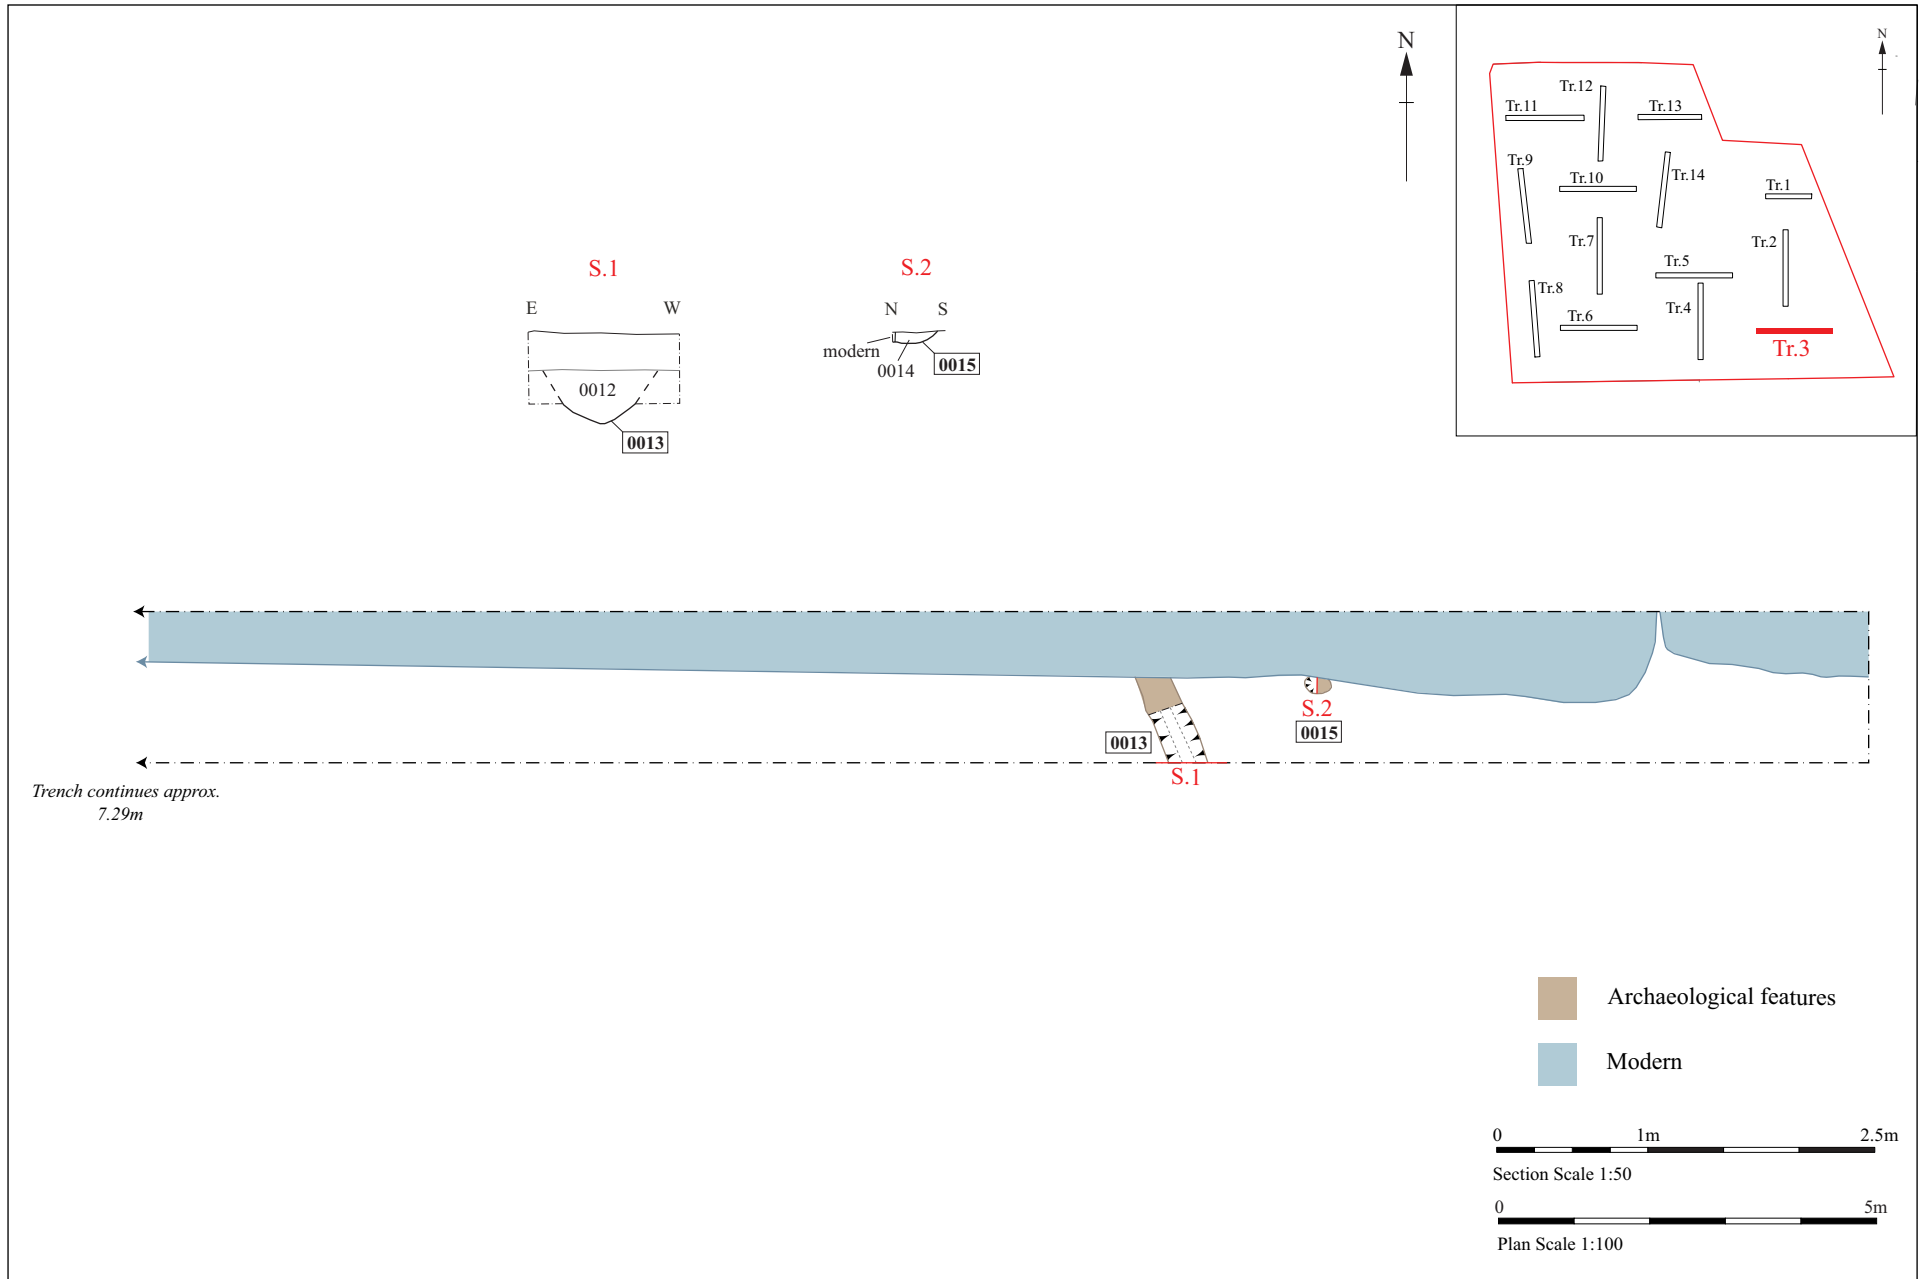 N
N
Tr.12
Tr.11
Tr.13
Tr.9
Tr.10
Tr.14
Tr.1
Tr.7
Tr.2
Tr.5
Tr.8
Tr.4
Tr.6
Tr.3
S.1
E
W
0012
0013
S.2
N
S
modern
0014
0015
0013
S.1
S.2
0015
Trench continues approx.
7.29m
Archaeological features
Modern
0
1m
2.5m
Section Scale 1:50
0
5m
Plan Scale 1:100